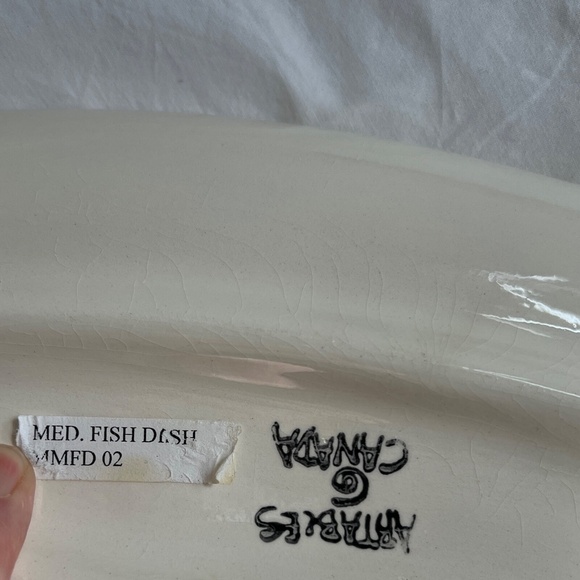 MED. FISH DISH
MMFD 02
ARTABLES
CANADA